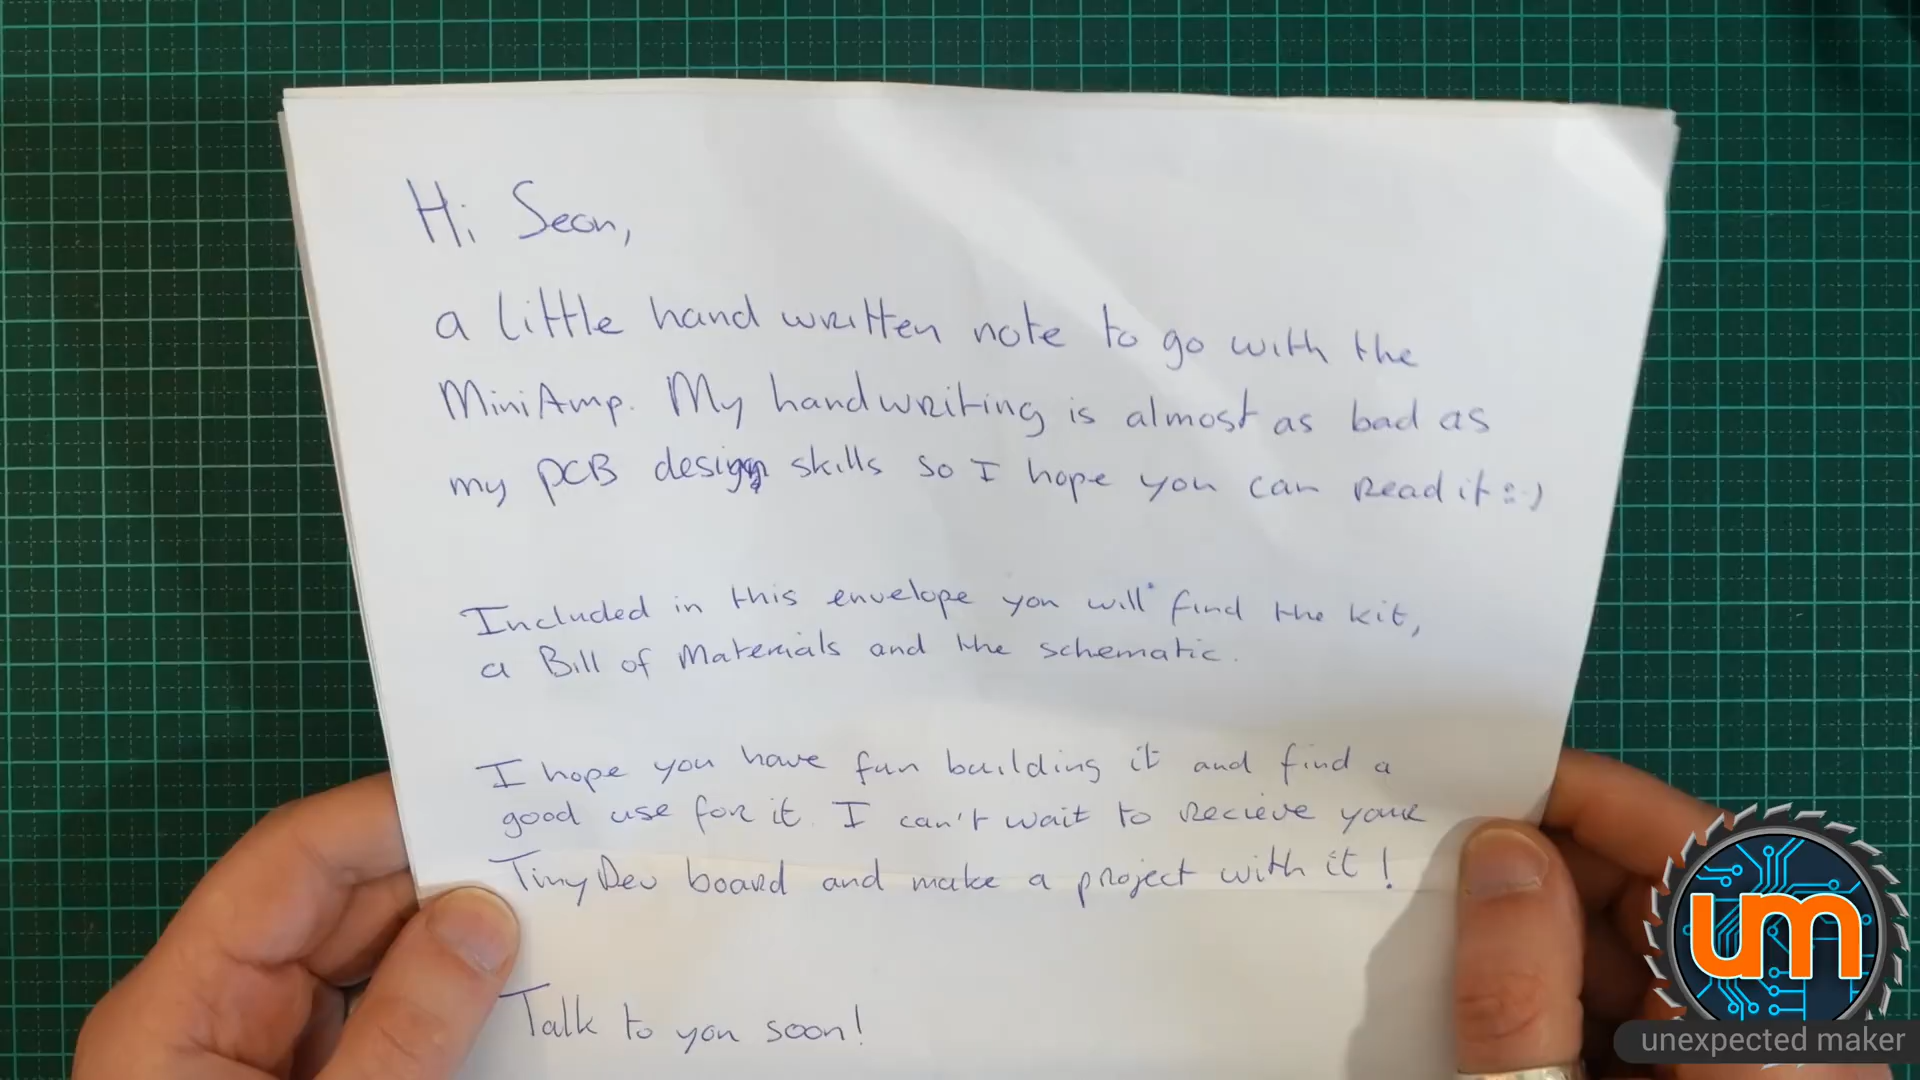 Hi Seon,
a little hand written note to go with the
MiniAmp. My handwriting is almost as bad as
my PCB design skills so I hope you can read it :-)
Included in this envelope you will find the kit,
a Bill of Materials and the schematic.
I hope you have fun building it and find a
good use for it. I can't wait to recieve your
TinyDev board and make a project with it!
Talk to you soon!
um
unexpected maker